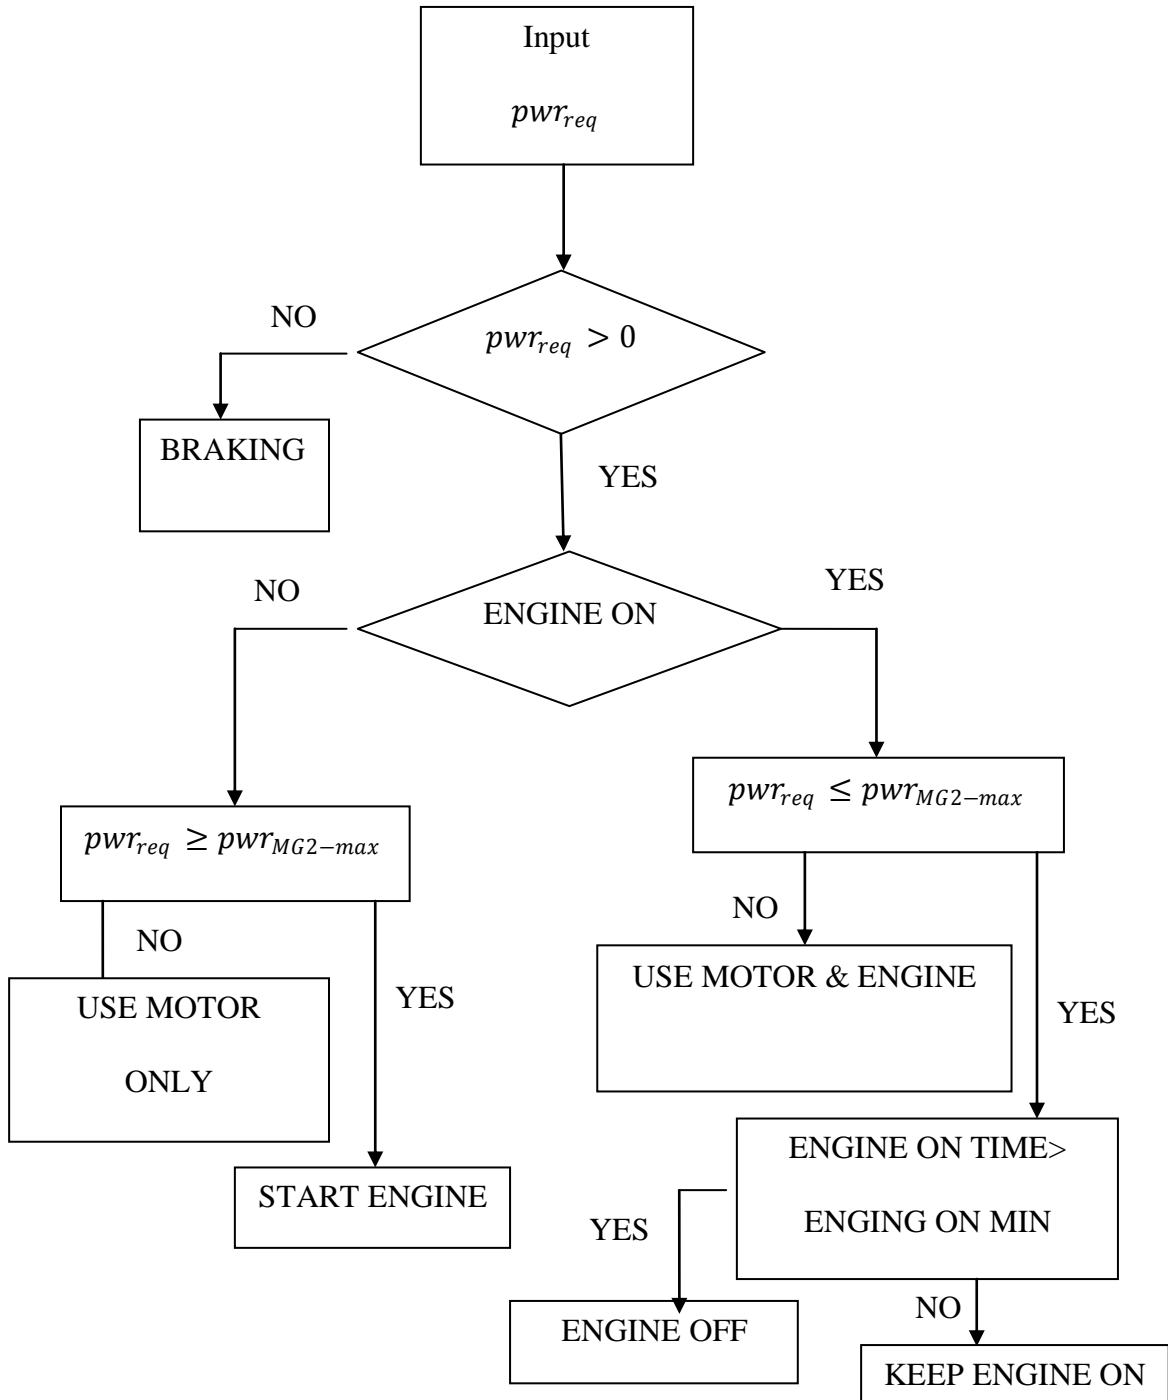 Input
pwr_req
NO
pwr_req > 0
BRAKING
YES
NO
YES
ENGINE ON
pwr_req ≤ pwr_MG2−max
pwr_req ≥ pwr_MG2−max
NO
NO
USE MOTOR & ENGINE
YES
YES
USE MOTOR
ONLY
ENGINE ON TIME>
ENGING ON MIN
START ENGINE
YES
NO
ENGINE OFF
KEEP ENGINE ON